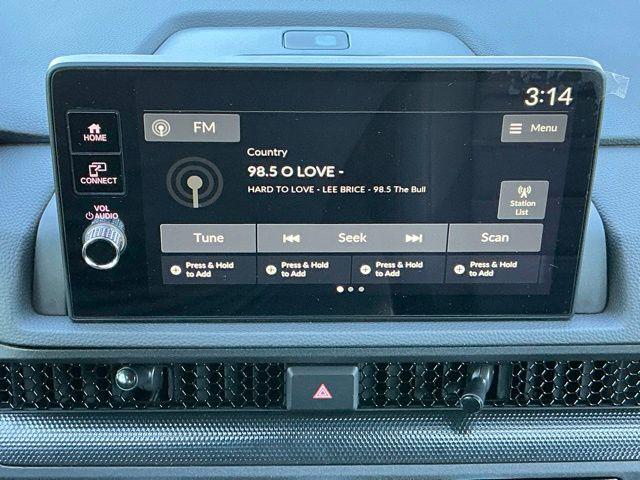 3:14
HOME
FM
Menu
CONNECT
Country
98.5 O LOVE -
HARD TO LOVE - LEE BRICE - 98.5 The Bull
Station
List
VOL
AUDIO
Tune
Seek
Scan
Press & Hold
to Add
Press & Hold
to Add
Press & Hold
to Add
Press & Hold
to Add